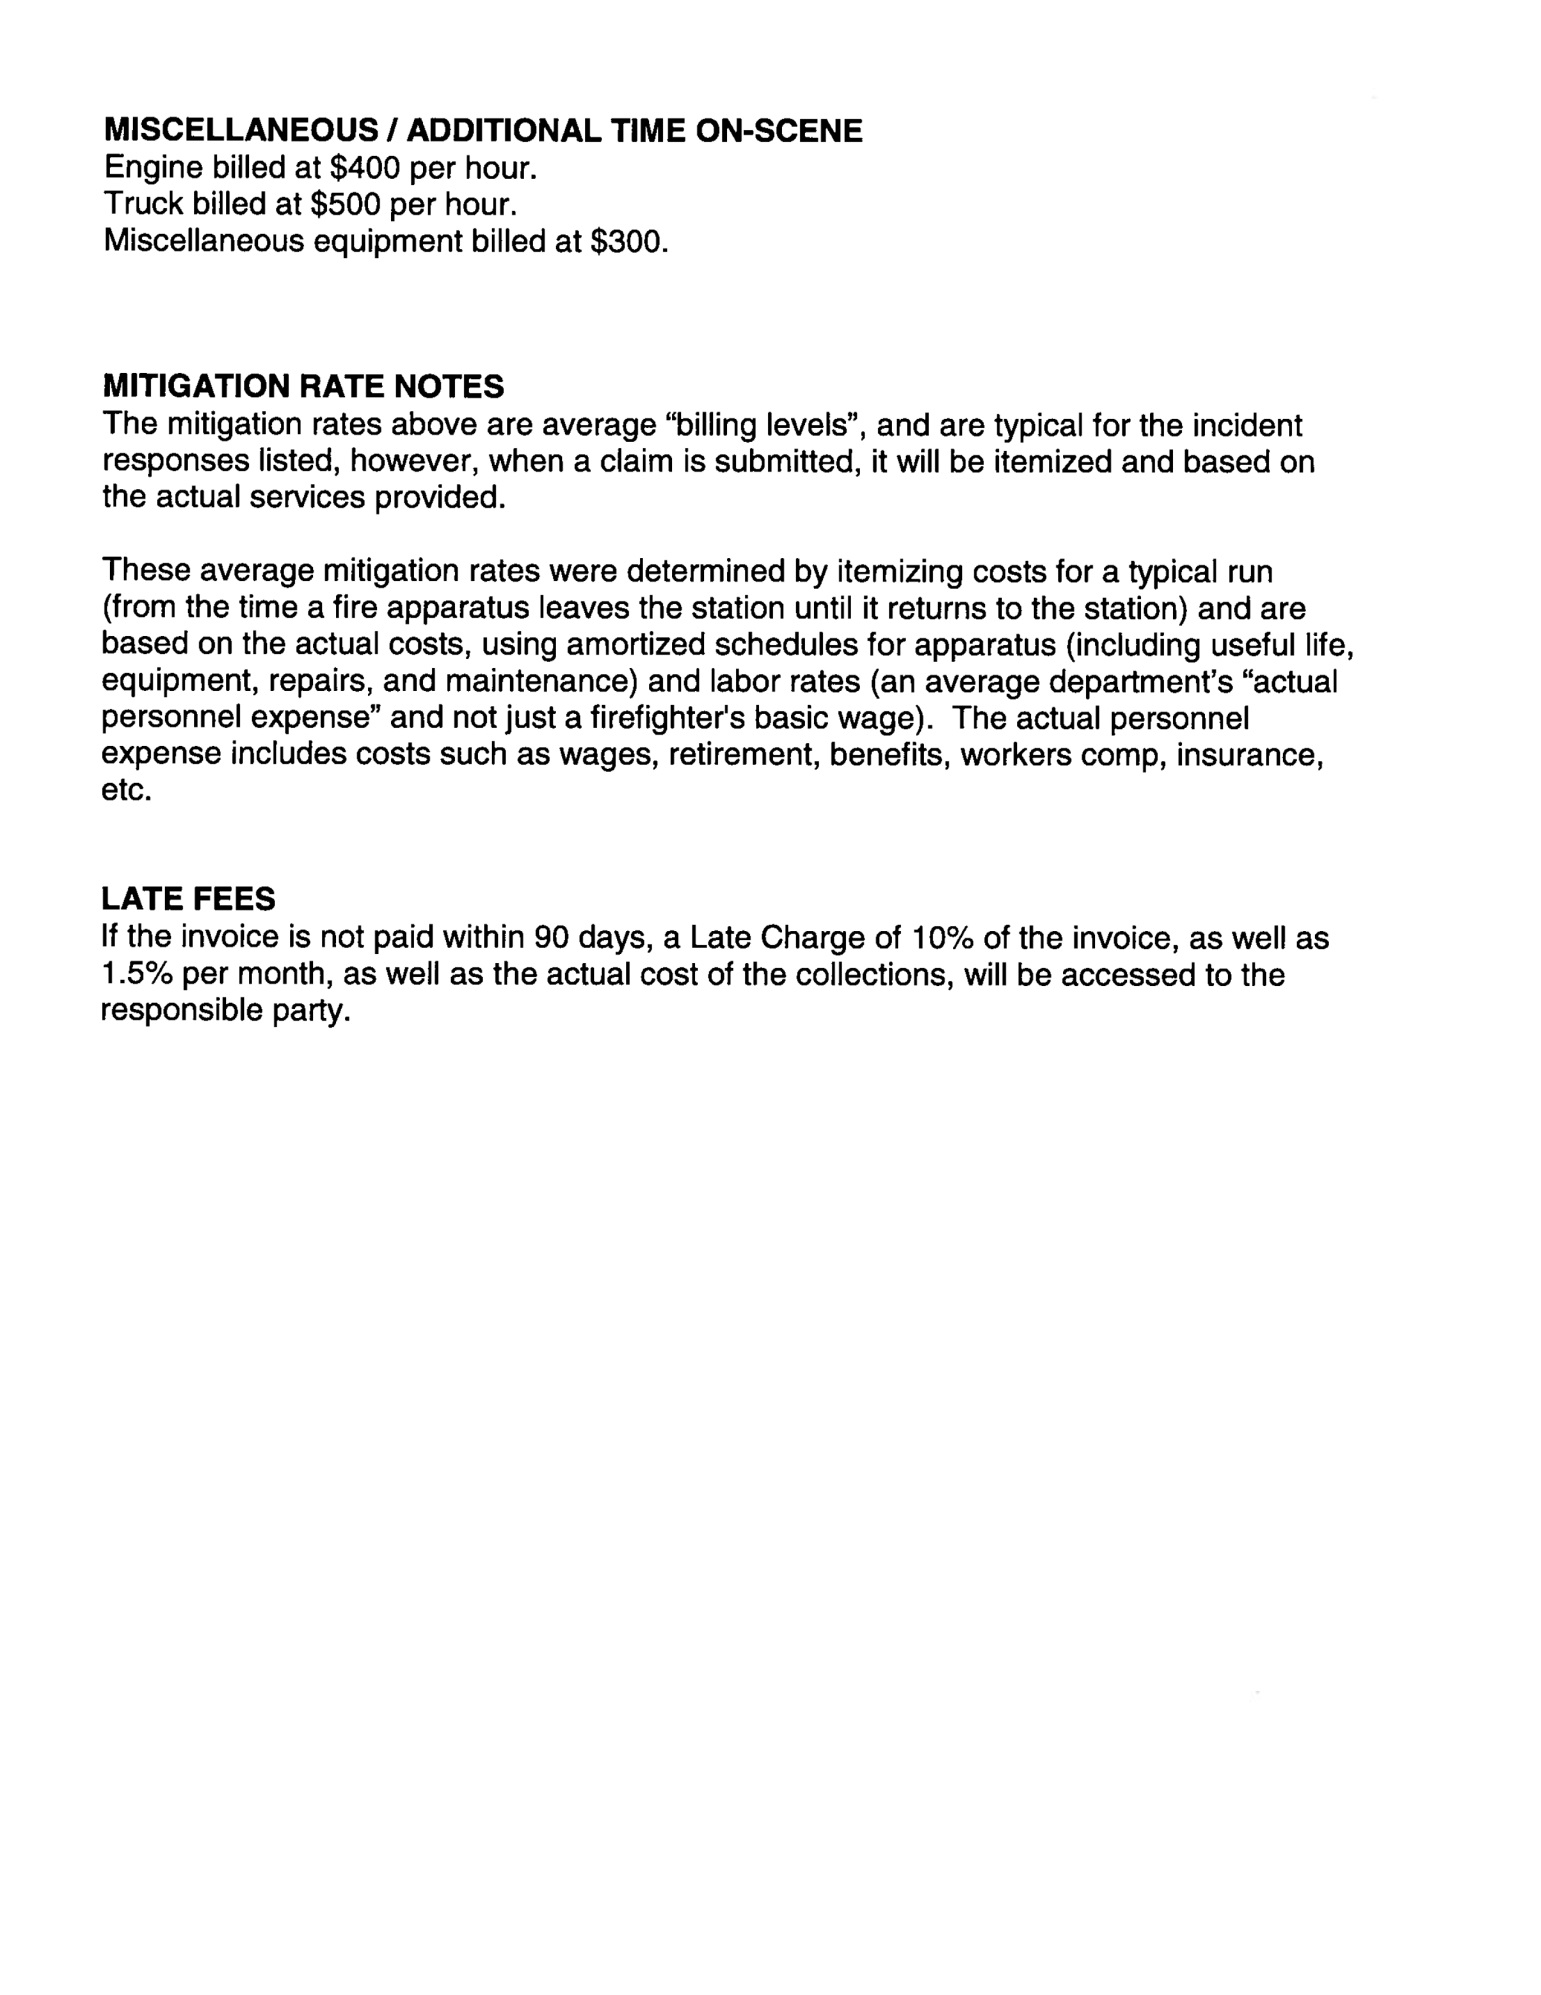 MISCELLANEOUS / ADDITIONAL TIME ON-SCENE
Engine billed at $400 per hour.
Truck billed at $500 per hour.
Miscellaneous equipment billed at $300.
MITIGATION RATE NOTES
The mitigation rates above are average “billing levels”, and are typical for the incident
responses listed, however, when a claim is submitted, it will be itemized and based on
the actual services provided.
These average mitigation rates were determined by itemizing costs for a typical run
(from the time a fire apparatus leaves the station until it returns to the station) and are
based on the actual costs, using amortized schedules for apparatus (including useful life,
equipment, repairs, and maintenance) and labor rates (an average department’s “actual
personnel expense” and not just a firefighter's basic wage).  The actual personnel
expense includes costs such as wages, retirement, benefits, workers comp, insurance,
etc.
LATE FEES
If the invoice is not paid within 90 days, a Late Charge of 10% of the invoice, as well as
1.5% per month, as well as the actual cost of the collections, will be accessed to the
responsible party.